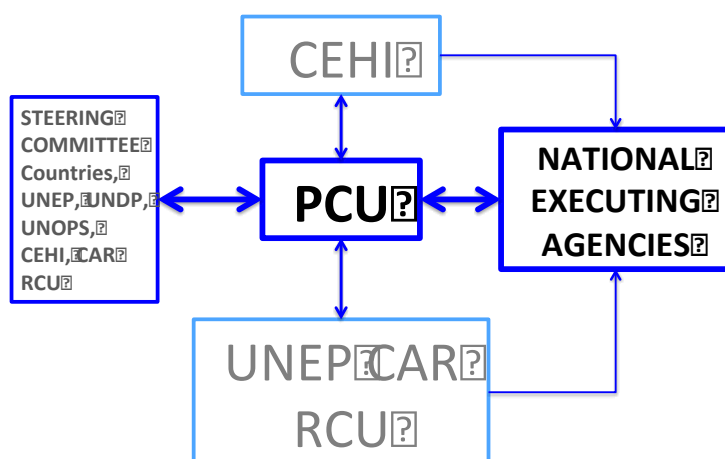 CEHI⍰
STEERING⍰
COMMITTEE⍰
Countries,⍰
UNEP,⍰UNDP,⍰
UNOPS,⍰
CEHI,⍰CAR⍰
RCU⍰
PCU⍰
NATIONAL⍰
EXECUTING⍰
AGENCIES⍰
UNEP⍰CAR⍰
RCU⍰